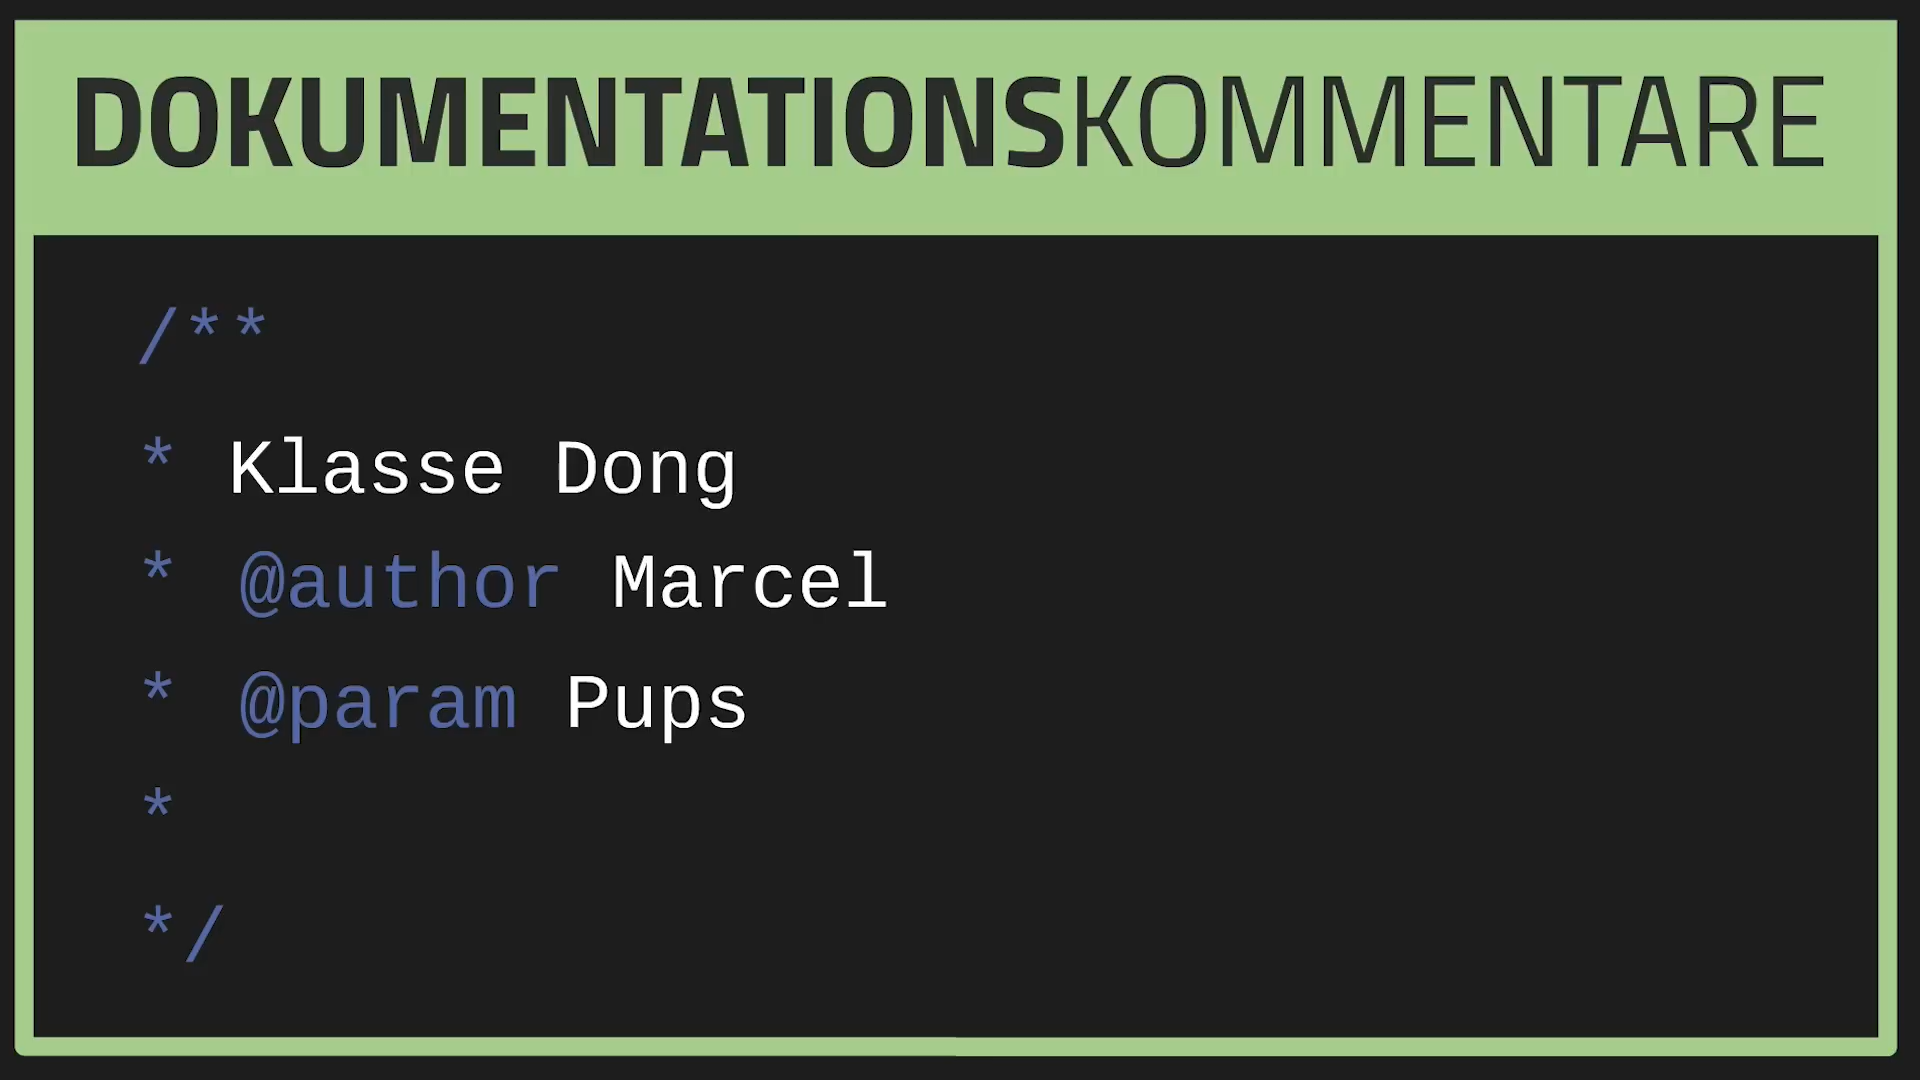 DOKUMENTATIONSKOMMENTARE
/**
* Klasse Dong
* @author Marcel
* @param Pups
*
*/